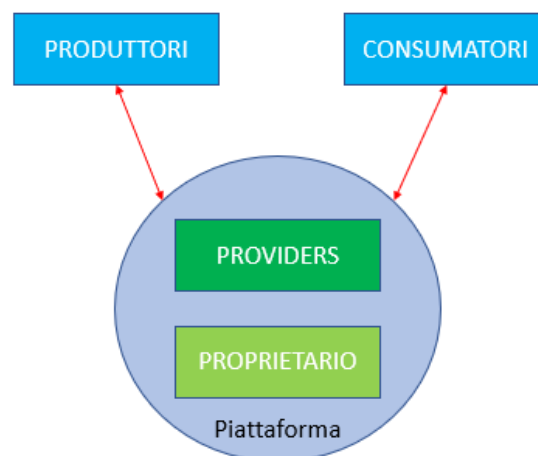 PRODUTTORI
CONSUMATORI
PROVIDERS
PROPRIETARIO
Piattaforma